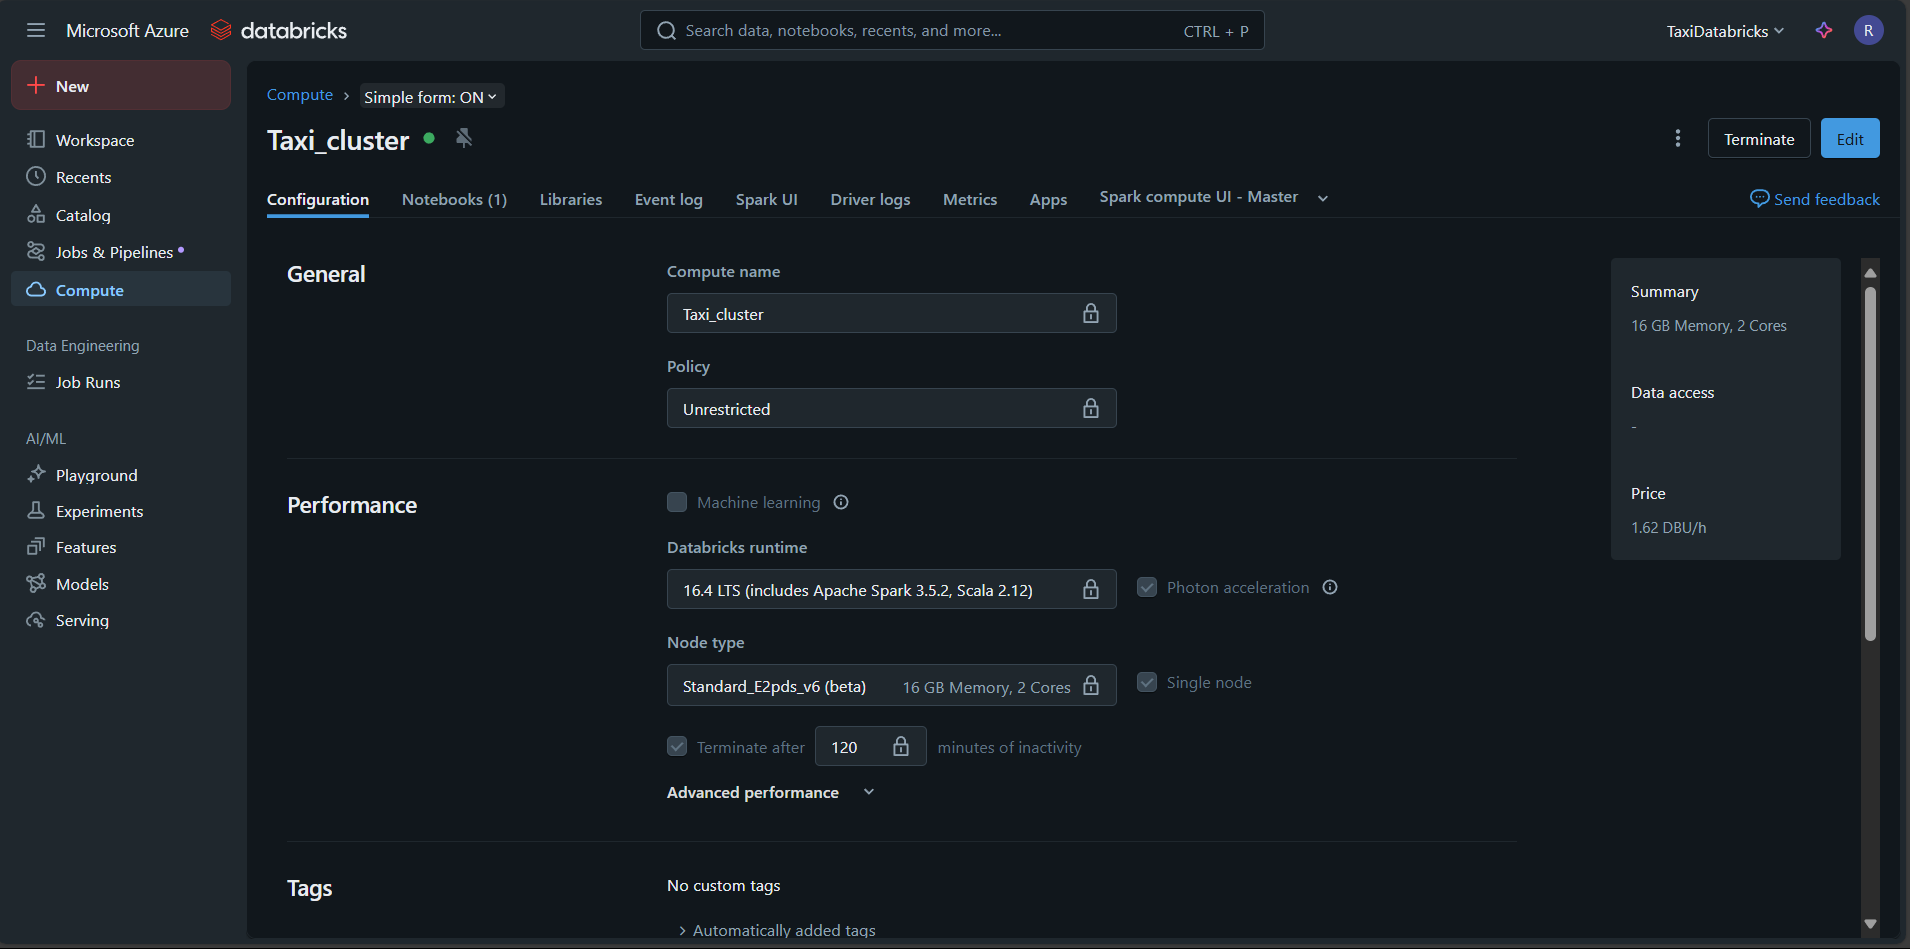 Microsoft Azure databricks
Search data, notebooks, recents, and more... CTRL + P
TaxiDatabricks
R
New
Workspace
Recents
Catalog
Jobs & Pipelines
Compute
Data Engineering
Job Runs
AI/ML
Playground
Experiments
Features
Models
Serving
Compute › Simple form: ON
Taxi_cluster
Terminate
Edit
Configuration Notebooks (1) Libraries Event log Spark UI Driver logs Metrics Apps Spark compute UI - Master
Send feedback
General
Compute name
Taxi_cluster
Policy
Unrestricted
Performance
Machine learning
Databricks runtime
16.4 LTS (includes Apache Spark 3.5.2, Scala 2.12)
Photon acceleration
Node type
Standard_E2pds_v6 (beta) 16 GB Memory, 2 Cores
Single node
Terminate after 120 minutes of inactivity
Advanced performance
Tags
No custom tags
Automatically added tags
Summary
16 GB Memory, 2 Cores
Data access
-
Price
1.62 DBU/h